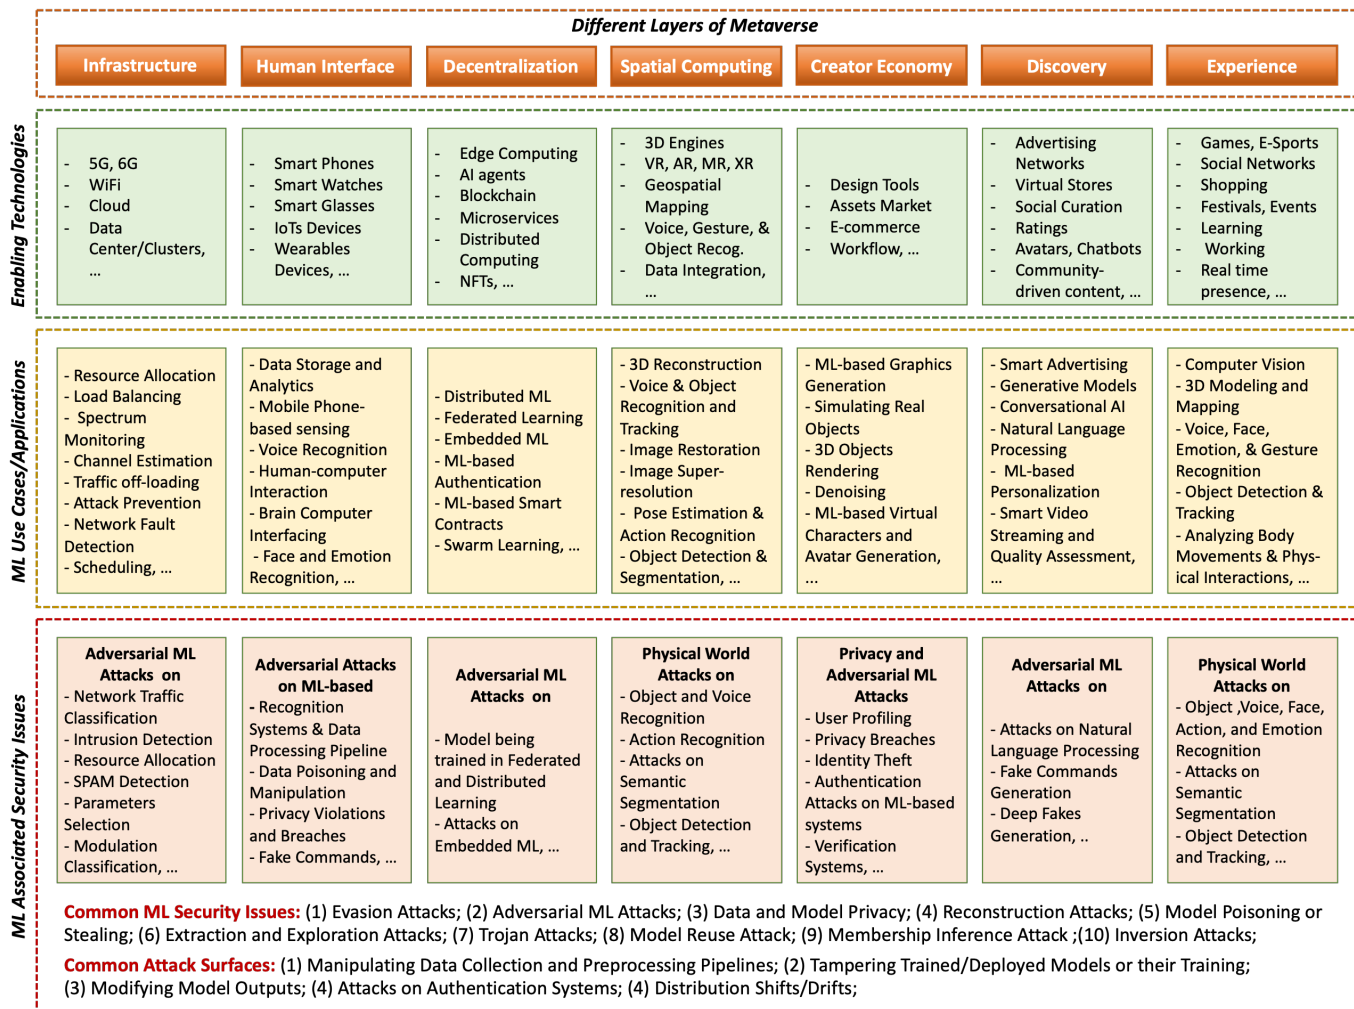 Different Layers of Metaverse
Infrastructure
Human Interface
Decentralization
Spatial Computing
Creator Economy
Discovery
Experience
Enabling Technologies
- 5G, 6G
- WiFi
- Cloud
- Data
Center/Clusters,
...
- Smart Phones
- Smart Watches
- Smart Glasses
- IoTs Devices
- Wearables
Devices, ...
- Edge Computing
- AI agents
- Blockchain
- Microservices
- Distributed
Computing
- NFTs, ...
- 3D Engines
- VR, AR, MR, XR
- Geospatial
Mapping
- Voice, Gesture, &
Object Recog.
- Data Integration,
...
- Design Tools
- Assets Market
- E-commerce
- Workflow, ...
- Advertising
Networks
- Virtual Stores
- Social Curation
- Ratings
- Avatars, Chatbots
- Community-
driven content, ...
- Games, E-Sports
- Social Networks
- Shopping
- Festivals, Events
- Learning
- Working
- Real time
presence, ...
ML Use Cases/Applications
- Resource Allocation
- Load Balancing
- Spectrum
Monitoring
- Channel Estimation
- Traffic off-loading
- Attack Prevention
- Network Fault
Detection
- Scheduling, ...
- Data Storage and
Analytics
- Mobile Phone-
based sensing
- Voice Recognition
- Human-computer
Interaction
- Brain Computer
Interfacing
- Face and Emotion
Recognition, ...
- Distributed ML
- Federated Learning
- Embedded ML
- ML-based
Authentication
- ML-based Smart
Contracts
- Swarm Learning, ...
- 3D Reconstruction
- Voice & Object
Recognition and
Tracking
- Image Restoration
- Image Super-
resolution
- Pose Estimation &
Action Recognition
- Object Detection &
Segmentation, ...
- ML-based Graphics
Generation
- Simulating Real
Objects
- 3D Objects
Rendering
- Denoising
- ML-based Virtual
Characters and
Avatar Generation,
...
- Smart Advertising
- Generative Models
- Conversational AI
- Natural Language
Processing
- ML-based
Personalization
- Smart Video
Streaming and
Quality Assessment,
...
- Computer Vision
- 3D Modeling and
Mapping
- Voice, Face,
Emotion, & Gesture
Recognition
- Object Detection &
Tracking
- Analyzing Body
Movements & Phys-
ical Interactions, ...
ML Associated Security Issues
Adversarial ML
Attacks on
- Network Traffic
Classification
- Intrusion Detection
- Resource Allocation
- SPAM Detection
- Parameters
Selection
- Modulation
Classification, ...
Adversarial Attacks
on ML-based
- Recognition
Systems & Data
Processing Pipeline
- Data Poisoning and
Manipulation
- Privacy Violations
and Breaches
- Fake Commands, ...
Adversarial ML
Attacks on
- Model being
trained in Federated
and Distributed
Learning
- Attacks on
Embedded ML, ...
Physical World
Attacks on
- Object and Voice
Recognition
- Action Recognition
- Attacks on
Semantic
Segmentation
- Object Detection
and Tracking, ...
Privacy and
Adversarial ML
Attacks
- User Profiling
- Privacy Breaches
- Identity Theft
- Authentication
Attacks on ML-based
systems
- Verification
Systems, ...
Adversarial ML
Attacks on
- Attacks on Natural
Language Processing
- Fake Commands
Generation
- Deep Fakes
Generation, ..
Physical World
Attacks on
- Object ,Voice, Face,
Action, and Emotion
Recognition
- Attacks on
Semantic
Segmentation
- Object Detection
and Tracking, ...
Common ML Security Issues: (1) Evasion Attacks; (2) Adversarial ML Attacks; (3) Data and Model Privacy; (4) Reconstruction Attacks; (5) Model Poisoning or
Stealing; (6) Extraction and Exploration Attacks; (7) Trojan Attacks; (8) Model Reuse Attack; (9) Membership Inference Attack ;(10) Inversion Attacks;
Common Attack Surfaces: (1) Manipulating Data Collection and Preprocessing Pipelines; (2) Tampering Trained/Deployed Models or their Training;
(3) Modifying Model Outputs; (4) Attacks on Authentication Systems; (4) Distribution Shifts/Drifts;